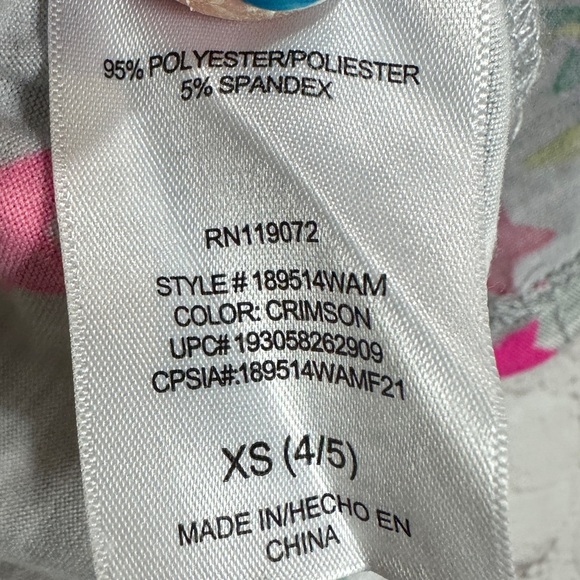 95% POLYESTER/POLIESTER
5% SPANDEX
RN119072
STYLE # 189514WAM
COLOR: CRIMSON
UPC# 193058262909
CPSIA#:189514WAMF21
XS (4/5)
MADE IN/HECHO EN
CHINA